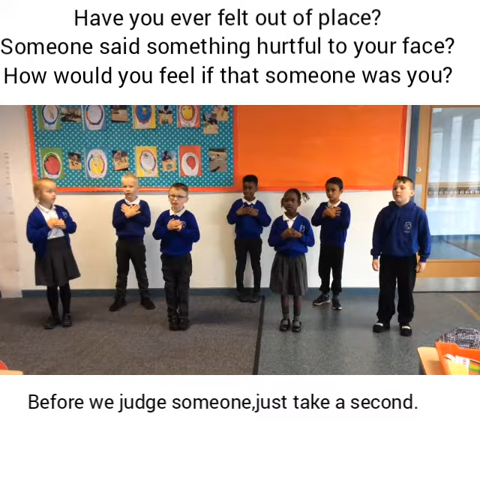 Have you ever felt out of place?
Someone said something hurtful to your face?
How would you feel if that someone was you?
Before we judge someone,just take a second.